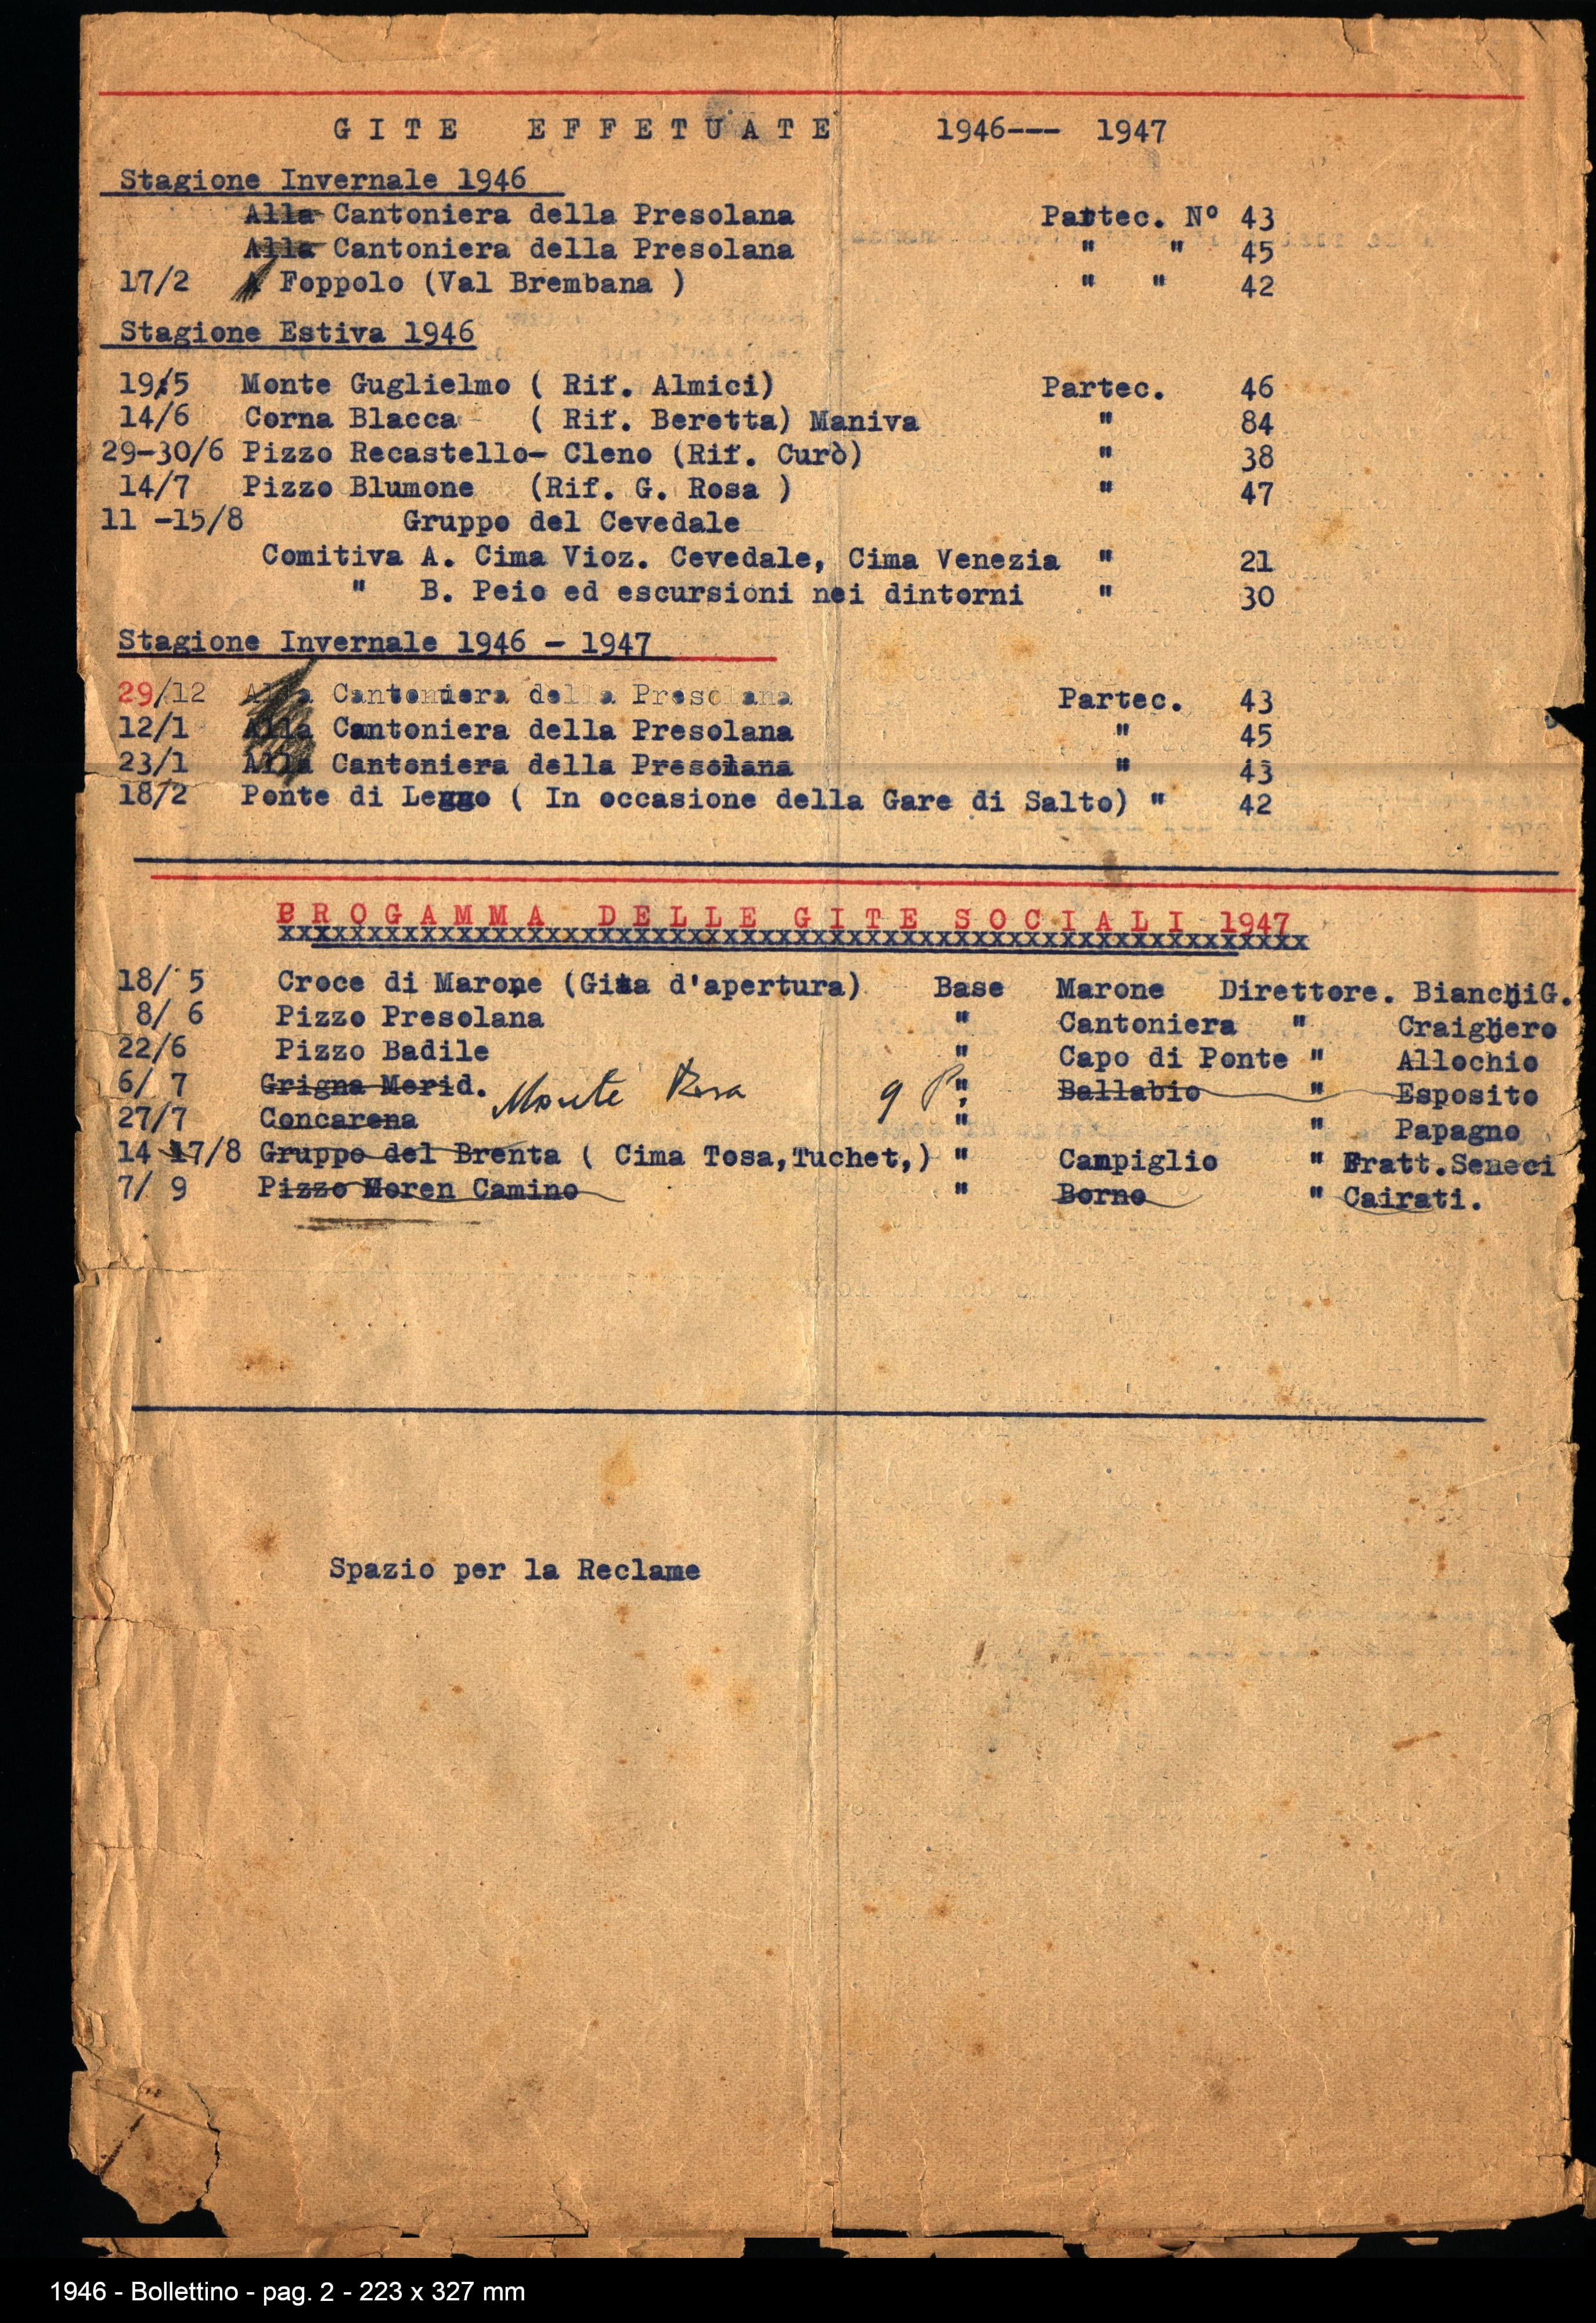 GITE EFFETUATE 1946--- 1947
Stagione Invernale 1946
Alla Cantoniera della Presolana Partec. N° 43
Alla Cantoniera della Presolana " " 45
17/2 A Foppolo (Val Brembana ) " " 42
Stagione Estiva 1946
19/5 Monte Guglielmo ( Rif. Almici) Partec. 46
14/6 Corna Blacca ( Rif. Beretta) Maniva " 84
29-30/6 Pizzo Recastello- Cleno (Rif. Curò) " 38
14/7 Pizzo Blumone (Rif. G. Rosa ) " 47
11 -15/8 Gruppo del Cevedale
Comitiva A. Cima Vioz. Cevedale, Cima Venezia " 21
" B. Peio ed escursioni nei dintorni " 30
Stagione Invernale 1946 - 1947
29/12 Alla Cantoniera della Presolana Partec. 43
12/1 Alla Cantoniera della Presolana " 45
23/1 Alla Cantoniera della Presolana " 43
18/2 Ponte di Legno ( In occasione della Gare di Salto) " 42
PROGAMMA DELLE GITE SOCIALI 1947
xxxxxxxxxxxxxxxxxxxxxxxxxxxxxxxxxxxxxxxxxxxxxxxxxxxxxxxxxx
18/ 5 Croce di Marone (Gita d'apertura) Base Marone Direttore. BianchiG.
8/ 6 Pizzo Presolana " Cantoniera " Craighero
22/6 Pizzo Badile " Capo di Ponte " Allochio
6/ 7 Grigna Merid. Monte Rosa " Ballabio " Esposito
27/7 Concarena " " Papagno
14 17/8 Gruppo del Brenta ( Cima Tosa,Tuchet,) " Campiglio " Fratt.Seneci
7/ 9 Pizzo Moren Camino " Borno " Cairati.
Spazio per la Reclame
1946 - Bollettino - pag. 2 - 223 x 327 mm